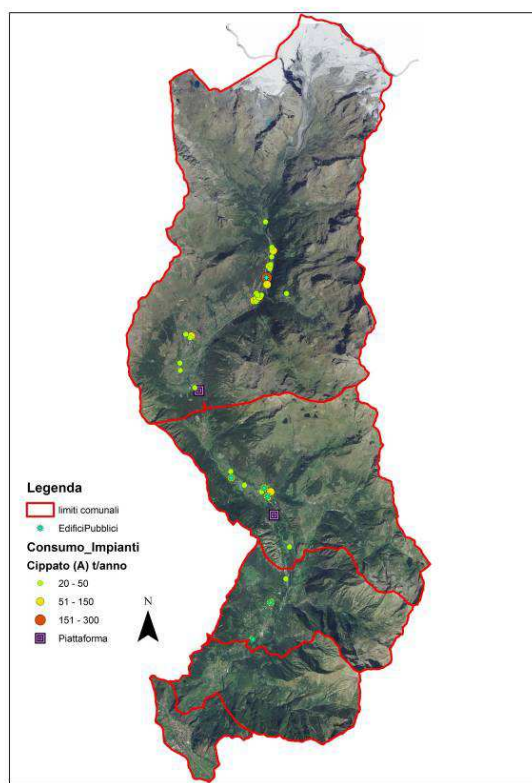 Legenda
limiti comunali
EdificiPubblici
Consumo_Impianti
Cippato (A) t/anno
20 - 50
51 - 150
151 - 300
Piattaforma
N